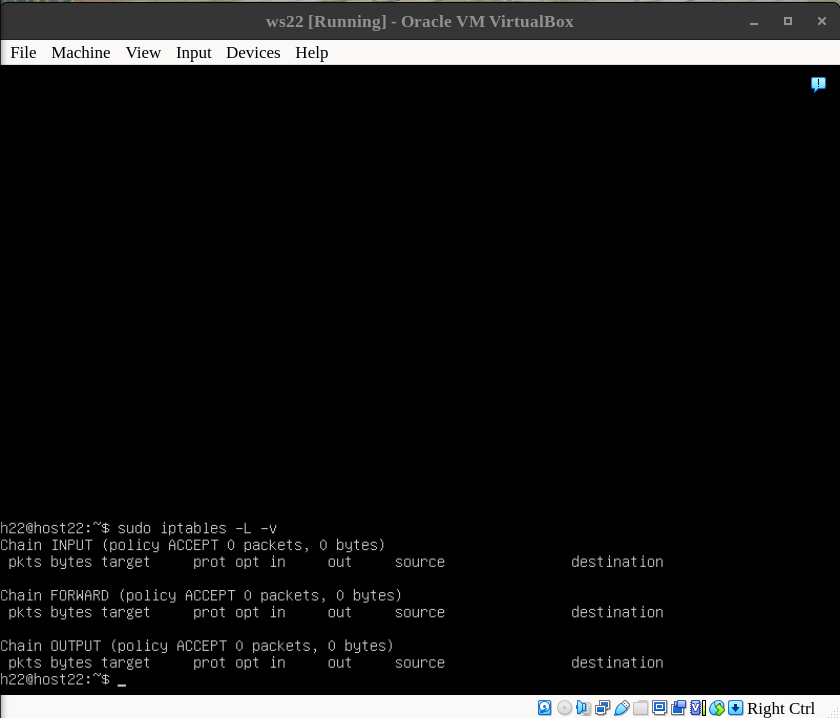 ws22 [Running] - Oracle VM VirtualBox
File Machine View Input Devices Help
h22@host22:~$ sudo iptables -L -v
Chain INPUT (policy ACCEPT 0 packets, 0 bytes)
 pkts bytes target     prot opt in     out     source               destination

Chain FORWARD (policy ACCEPT 0 packets, 0 bytes)
 pkts bytes target     prot opt in     out     source               destination

Chain OUTPUT (policy ACCEPT 0 packets, 0 bytes)
 pkts bytes target     prot opt in     out     source               destination
h22@host22:~$ _
Right Ctrl